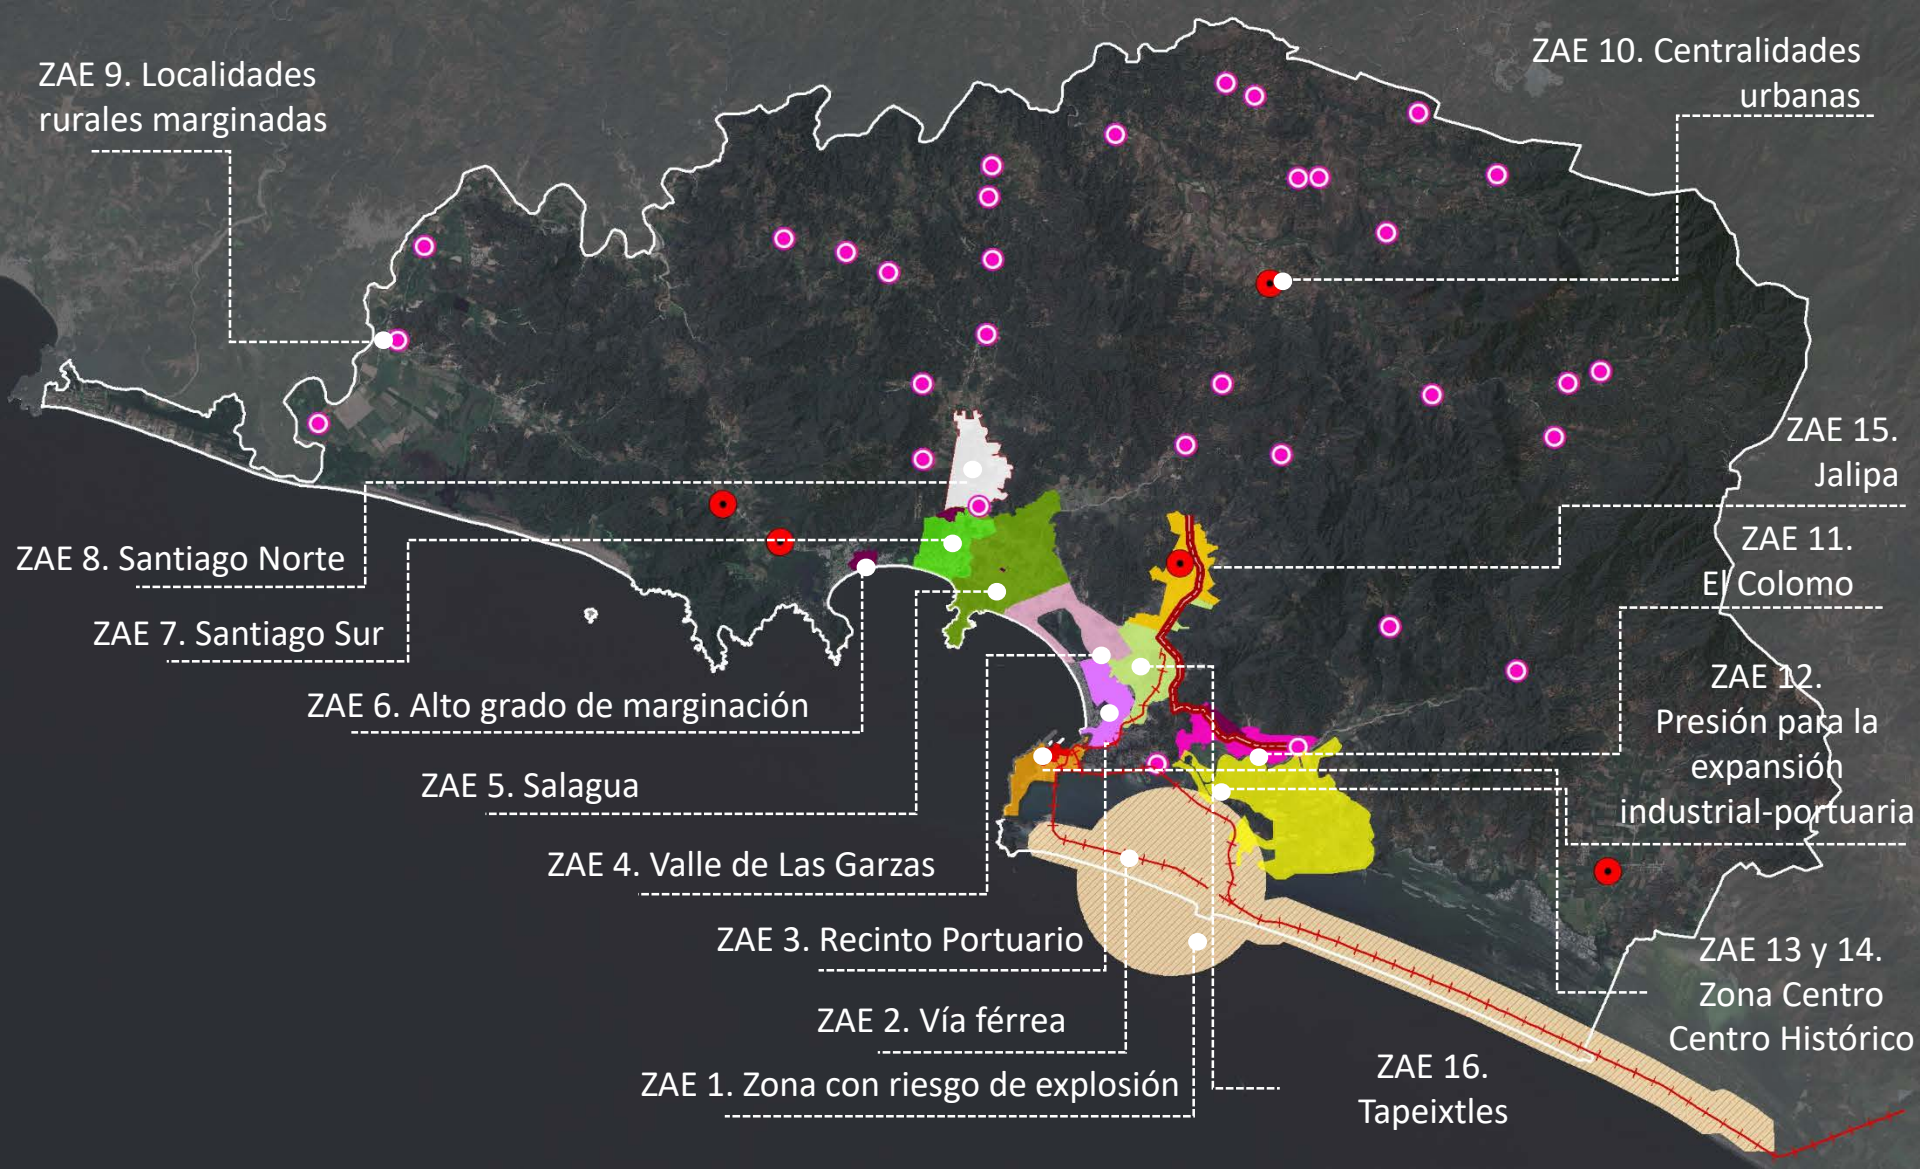 ZAE 9. Localidades
rurales marginadas
ZAE 10. Centralidades
urbanas
ZAE 15.
Jalipa
ZAE 8. Santiago Norte
ZAE 11.
El Colomo
ZAE 7. Santiago Sur
ZAE 12.
Presión para la
expansión
industrial-portuaria
ZAE 6. Alto grado de marginación
ZAE 5. Salagua
ZAE 4. Valle de Las Garzas
ZAE 3. Recinto Portuario
ZAE 13 y 14.
Zona Centro
Centro Histórico
ZAE 2. Vía férrea
ZAE 1. Zona con riesgo de explosión
ZAE 16.
Tapeixtles